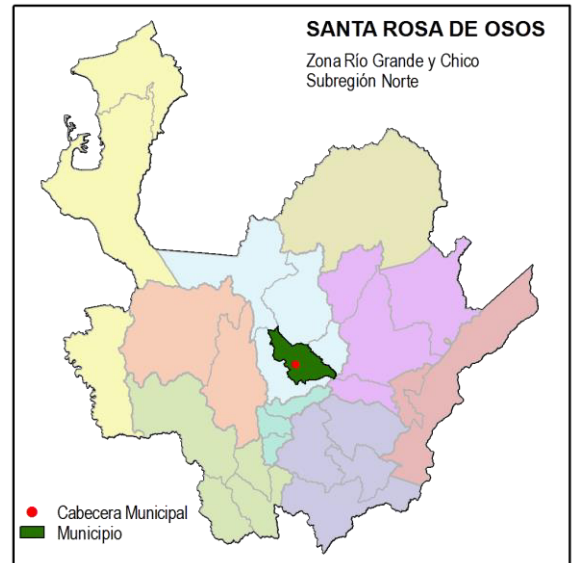 SANTA ROSA DE OSOS
Zona Río Grande y Chico
Subregión Norte
Cabecera Municipal
Municipio